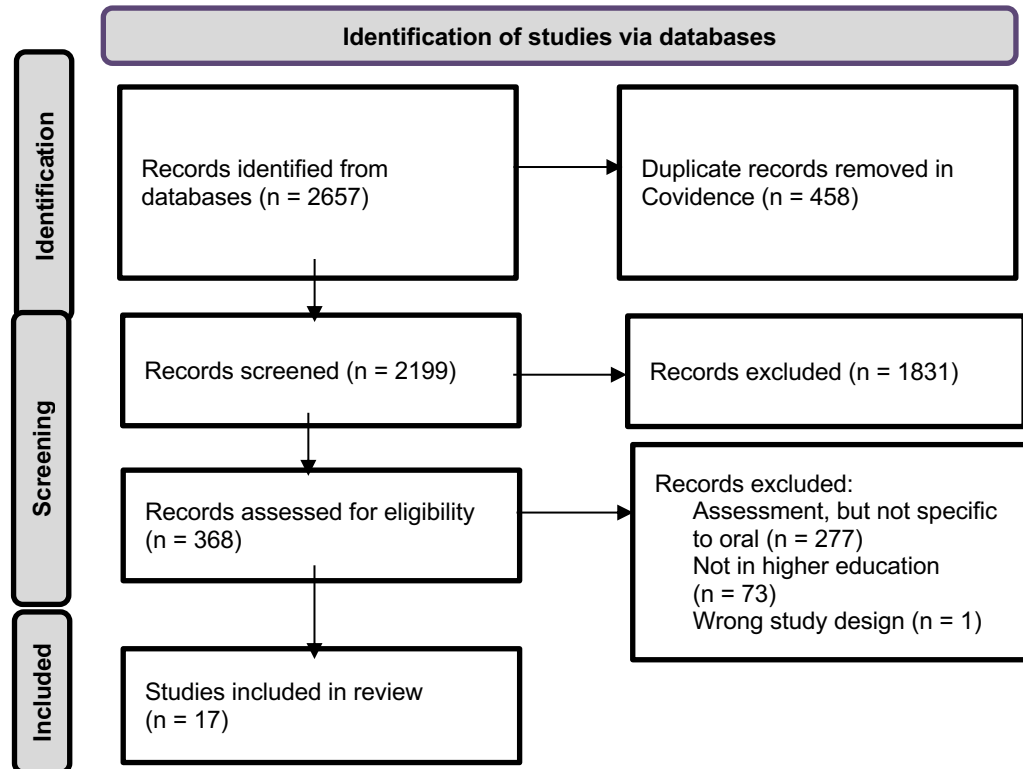 Identification of studies via databases
Identification
Records identified from
databases (n = 2657)
Duplicate records removed in
Covidence (n = 458)
Screening
Records screened (n = 2199)
Records excluded (n = 1831)
Records assessed for eligibility
(n = 368)
Records excluded:
Assessment, but not specific
to oral (n = 277)
Not in higher education
(n = 73)
Wrong study design (n = 1)
Included
Studies included in review
(n = 17)